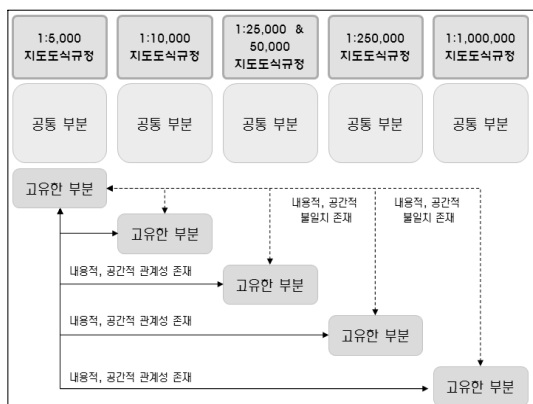 1:5,000
지도도식규정
1:10,000
지도도식규정
1:25,000 &
50,000
지도도식규정
1:250,000
지도도식규정
1:1,000,000
지도도식규정
공통 부분
공통 부분
공통 부분
공통 부분
공통 부분
고유한 부분
내용적, 공간적
불일치 존재
내용적, 공간적
불일치 존재
고유한 부분
내용적, 공간적 관계성 존재
고유한 부분
내용적, 공간적 관계성 존재
고유한 부분
내용적, 공간적 관계성 존재
고유한 부분